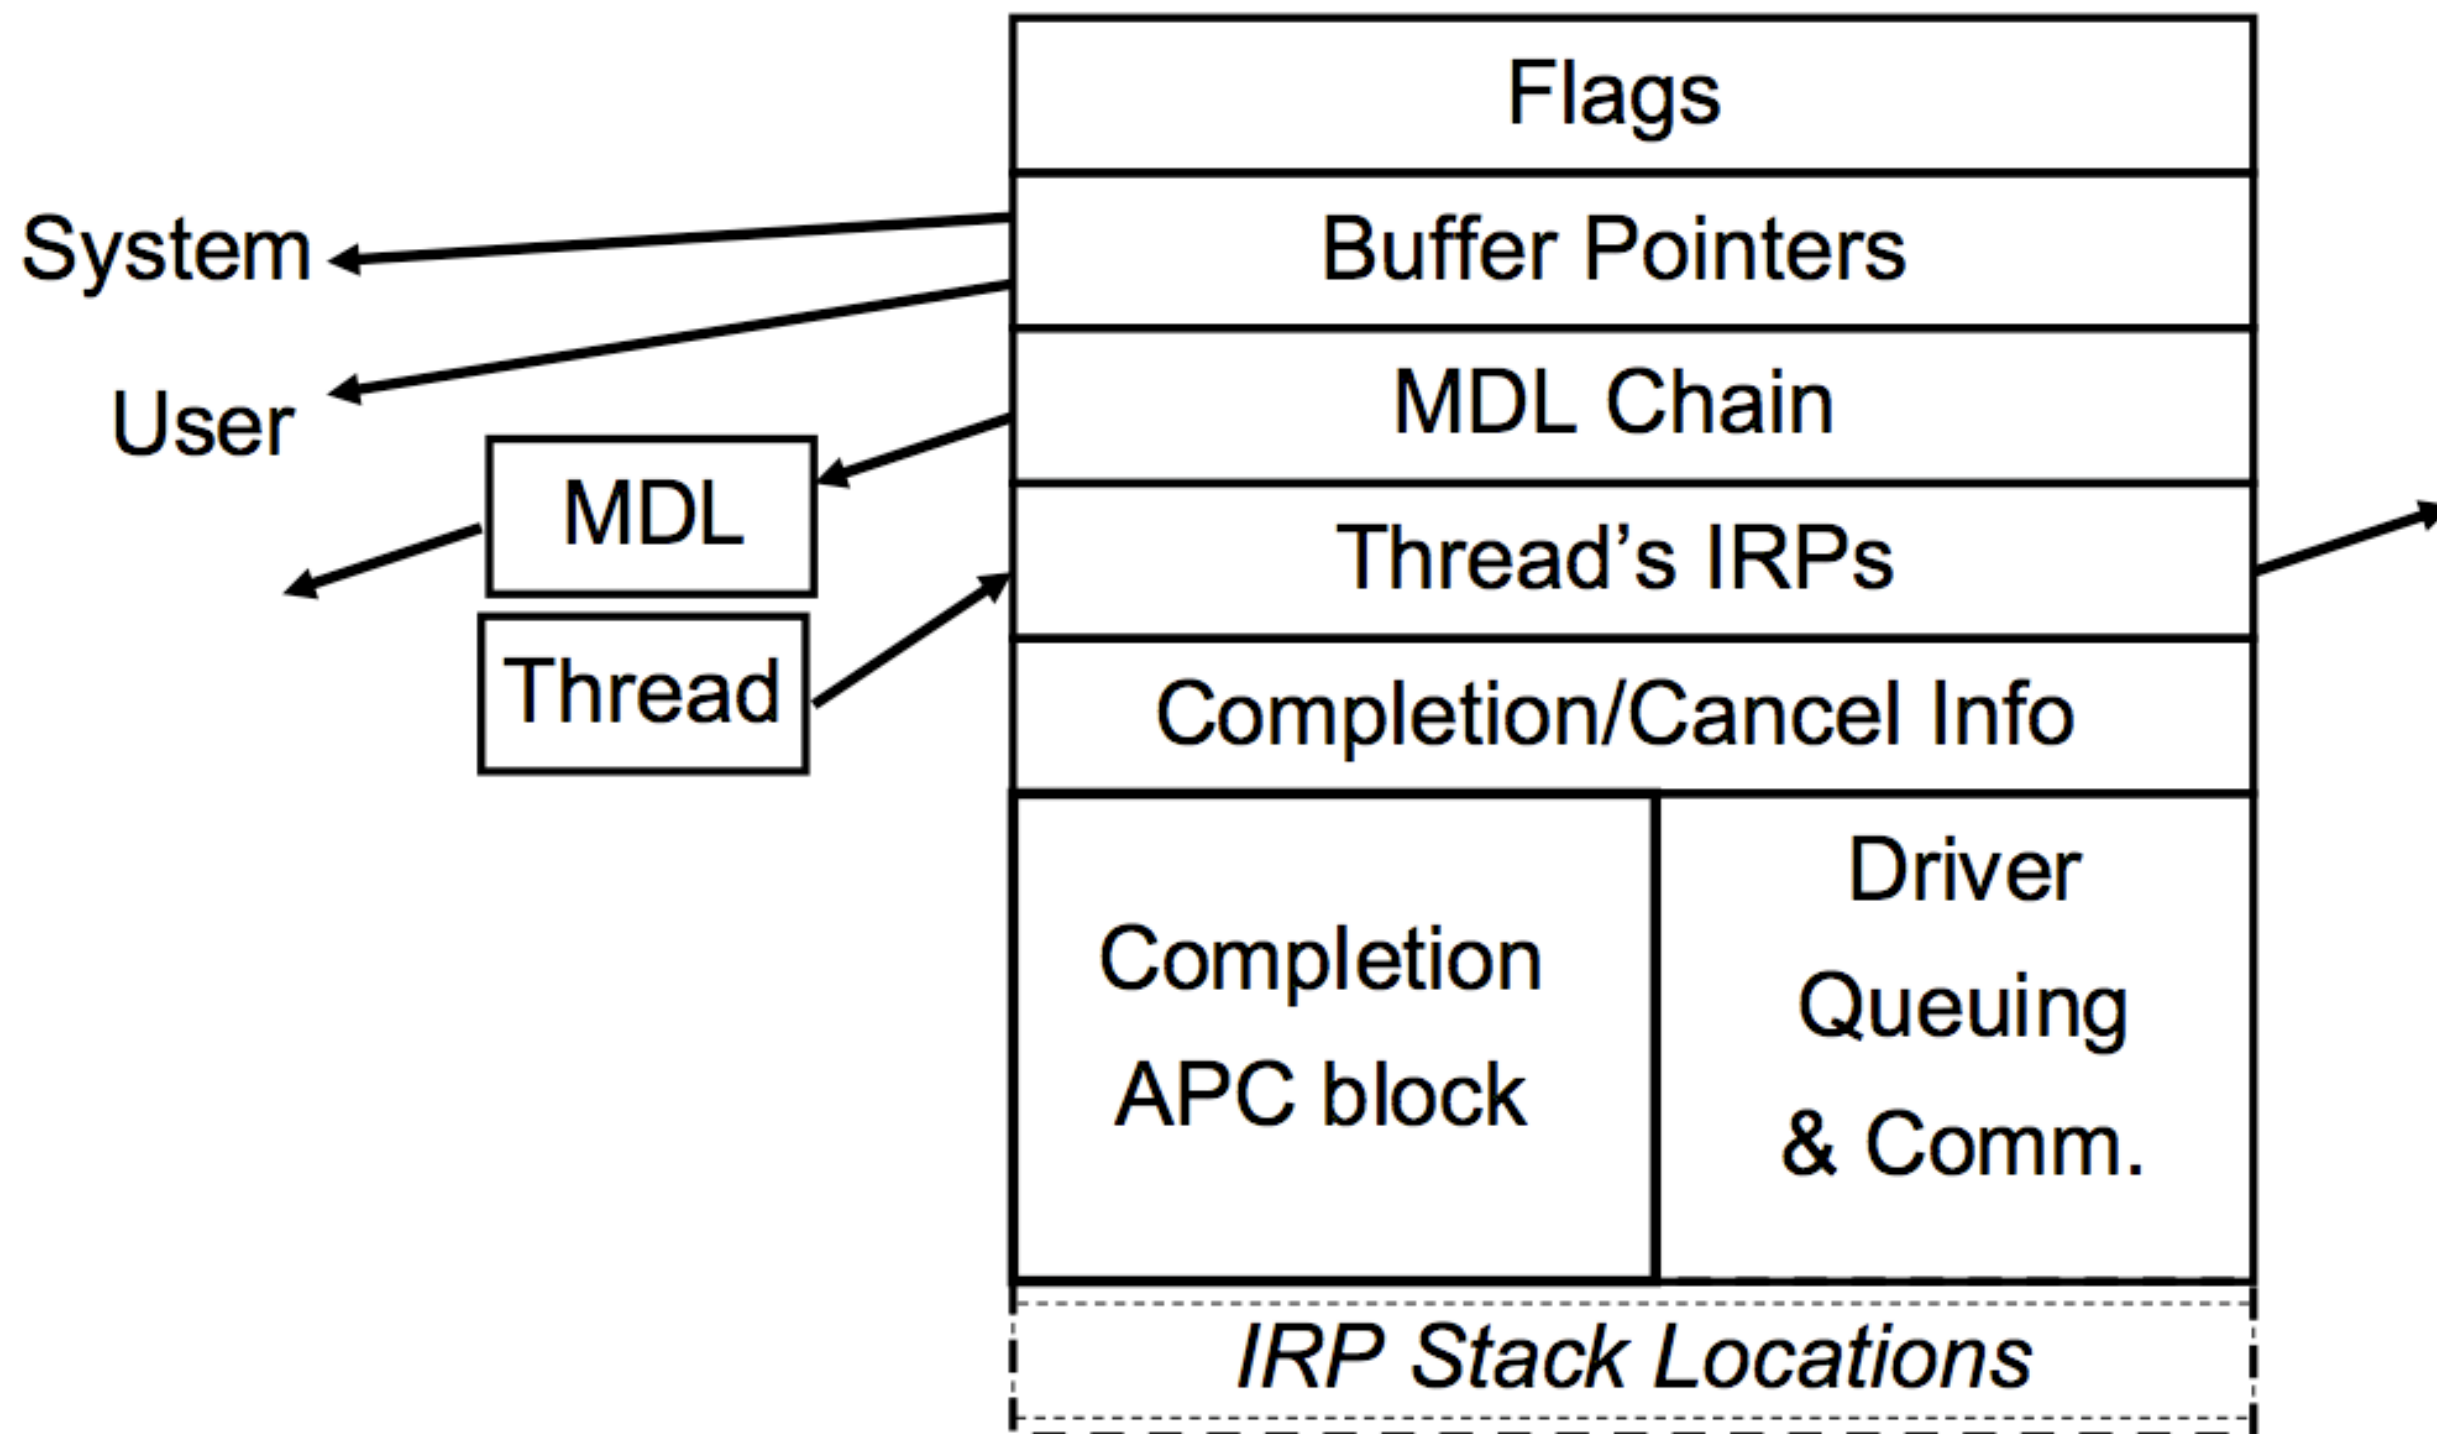 Flags
System
Buffer Pointers
User
MDL Chain
MDL
Thread’s IRPs
Thread
Completion/Cancel Info
Completion
APC block
Driver
Queuing
& Comm.
IRP Stack Locations